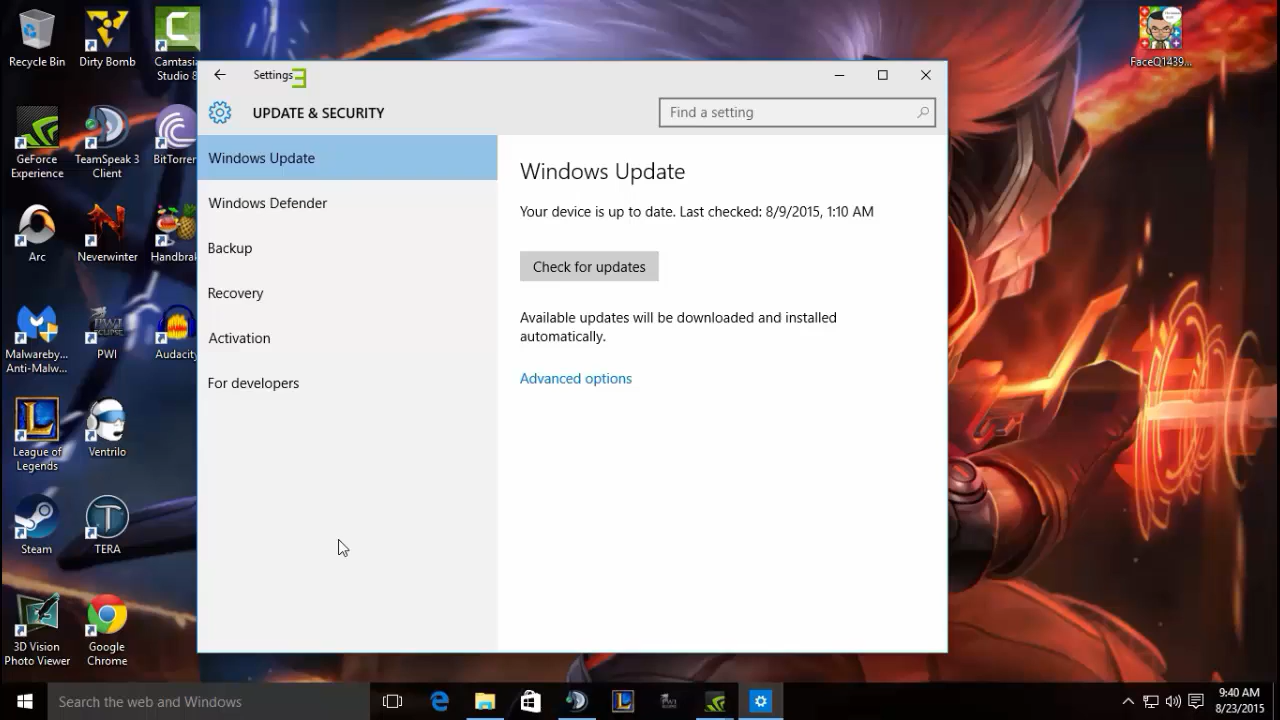 Recycle Bin
Dirty Bomb
Camtasia
Studio 8
GeForce
Experience
TeamSpeak 3
Client
BitTorren
Arc
Neverwinter
Handbrak
Malwareby...
Anti-Malw...
PWI
Audacity
League of
Legends
Ventrilo
Steam
TERA
3D Vision
Photo Viewer
Google
Chrome
FaceQ1439...
Settings
3
UPDATE & SECURITY
Find a setting
Windows Update
Windows Defender
Backup
Recovery
Activation
For developers
Windows Update
Your device is up to date. Last checked: 8/9/2015, 1:10 AM
Check for updates
Available updates will be downloaded and installed
automatically.
Advanced options
Search the web and Windows
9:40 AM
8/23/2015